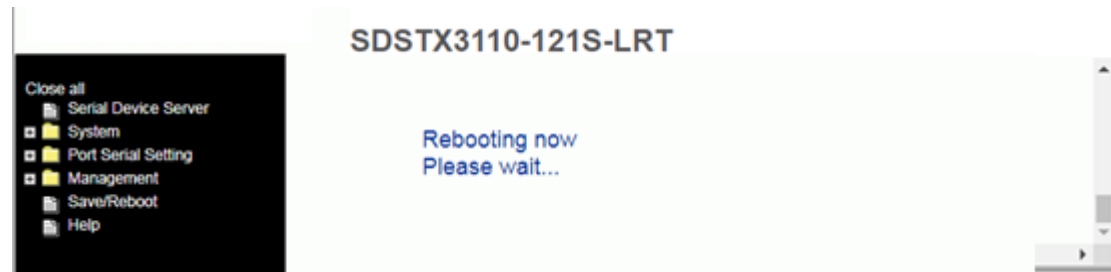 SDSTX3110-121S-LRT
Close all
Serial Device Server
System
Port Serial Setting
Management
Save/Reboot
Help
Rebooting now
Please wait...